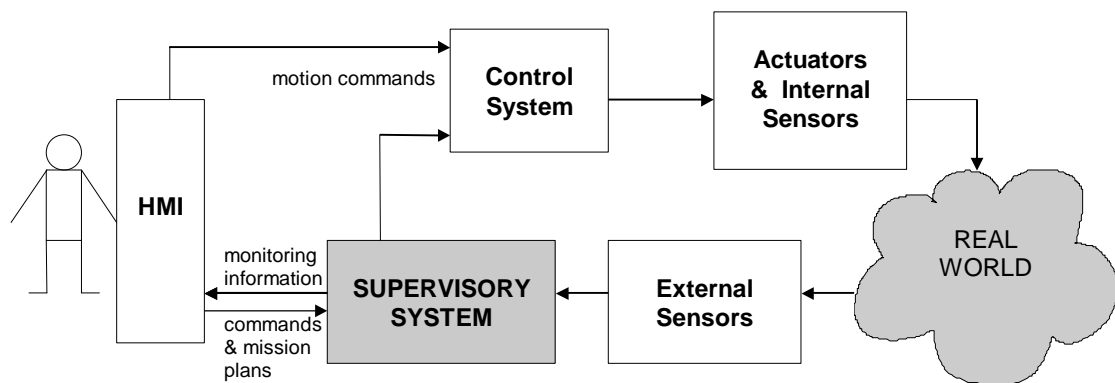 motion commands
Control
System
Actuators
& Internal
Sensors
HMI
monitoring
information
commands
& mission
plans
SUPERVISORY
SYSTEM
External
Sensors
REAL
WORLD